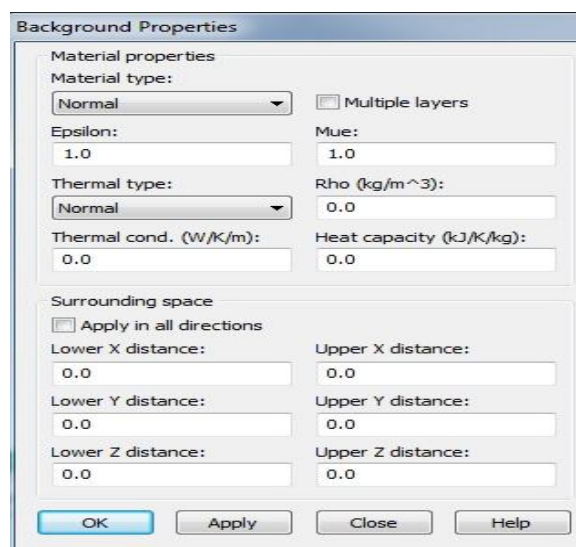 Background Properties
Material properties
Material type:
Normal
Multiple layers
Epsilon:
Mue:
1.0
1.0
Thermal type:
Rho (kg/m^3):
Normal
0.0
Thermal cond. (W/K/m):
Heat capacity (kJ/K/kg):
0.0
0.0
Surrounding space
Apply in all directions
Lower X distance:
Upper X distance:
0.0
0.0
Lower Y distance:
Upper Y distance:
0.0
0.0
Lower Z distance:
Upper Z distance:
0.0
0.0
OK
Apply
Close
Help